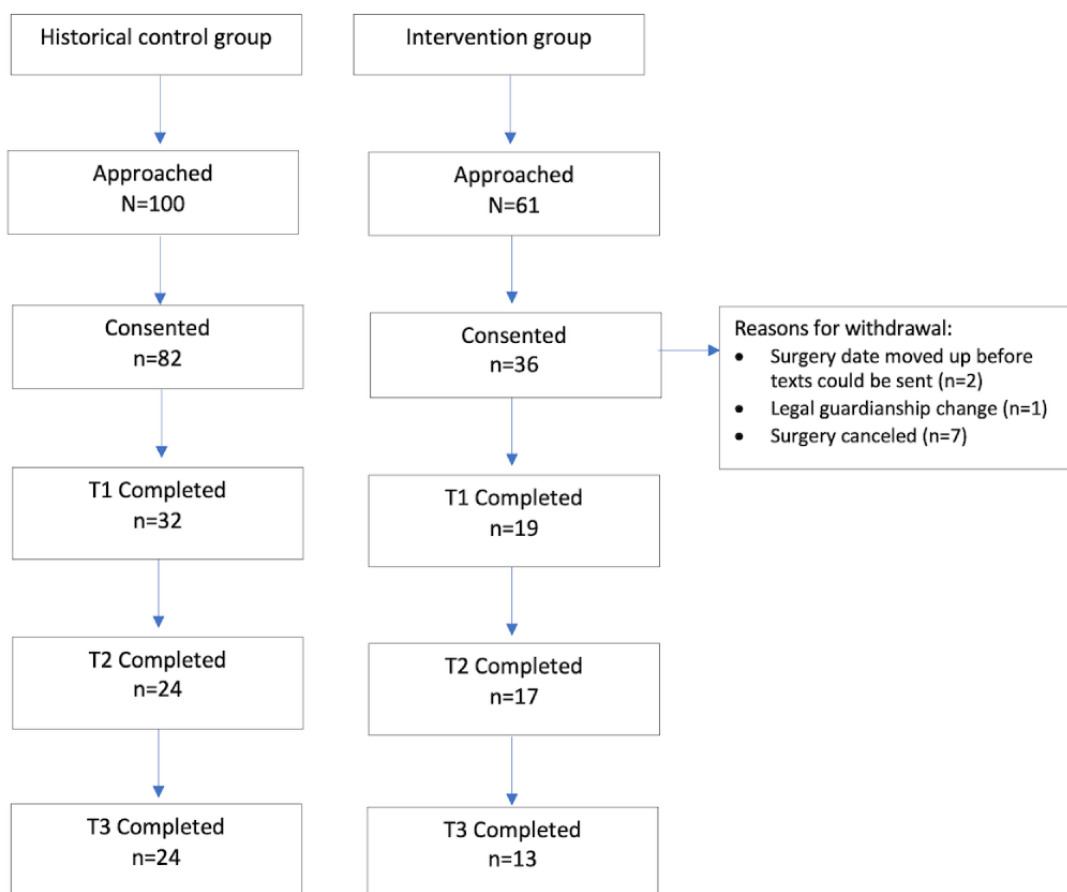 Historical control group
Approached
N=100
Consented
n=82
T1 Completed
n=32
T2 Completed
n=24
T3 Completed
n=24
Intervention group
Approached
N=61
Consented
n=36
Reasons for withdrawal:
• Surgery date moved up before
texts could be sent (n=2)
• Legal guardianship change (n=1)
• Surgery canceled (n=7)
T1 Completed
n=19
T2 Completed
n=17
T3 Completed
n=13